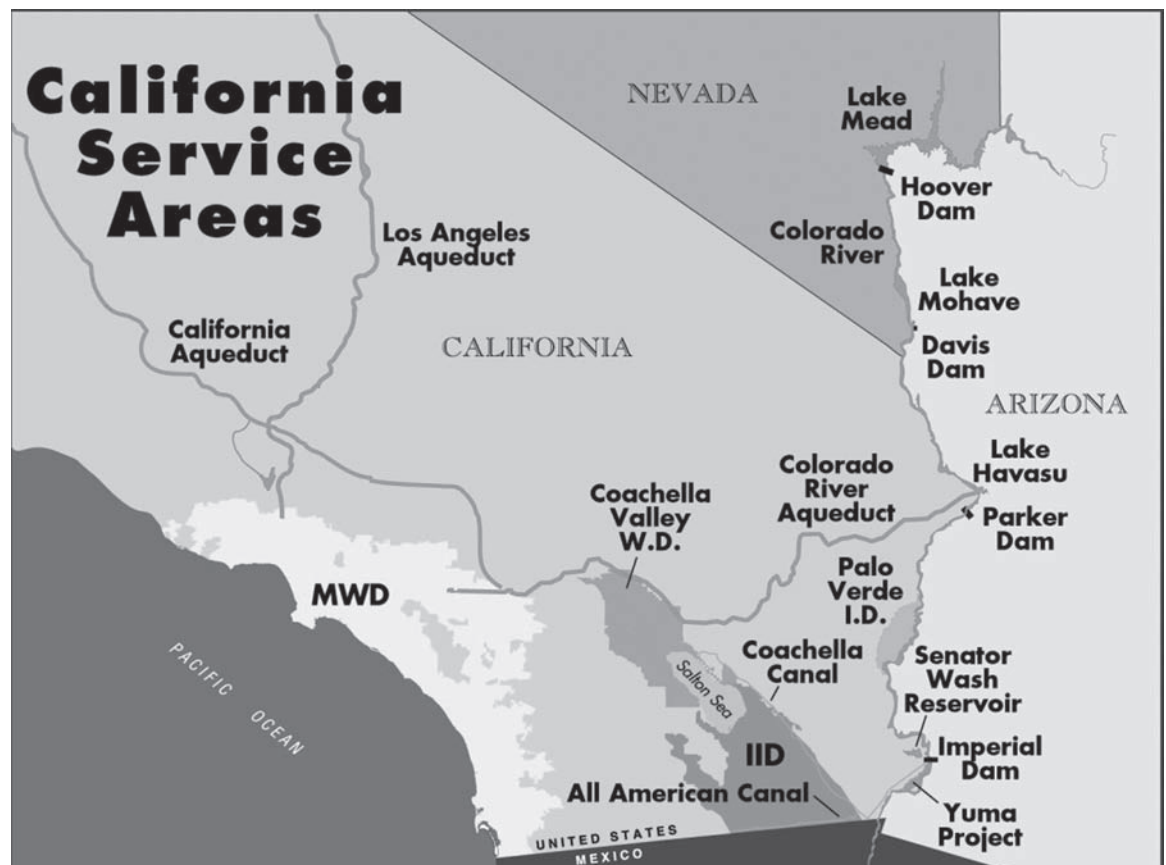 California
Service
Areas
NEVADA
Lake
Mead
Hoover
Dam
Colorado
River
Los Angeles
Aqueduct
Lake
Mohave
California
Aqueduct
CALIFORNIA
Davis
Dam
ARIZONA
Lake
Havasu
Colorado
River
Aqueduct
Coachella
Valley
W.D.
Parker
Dam
MWD
Palo
Verde
I.D.
PACIFIC OCEAN
Coachella
Canal
Senator
Wash
Reservoir
Salton Sea
IID
Imperial
Dam
All American Canal
Yuma
Project
UNITED STATES
MEXICO